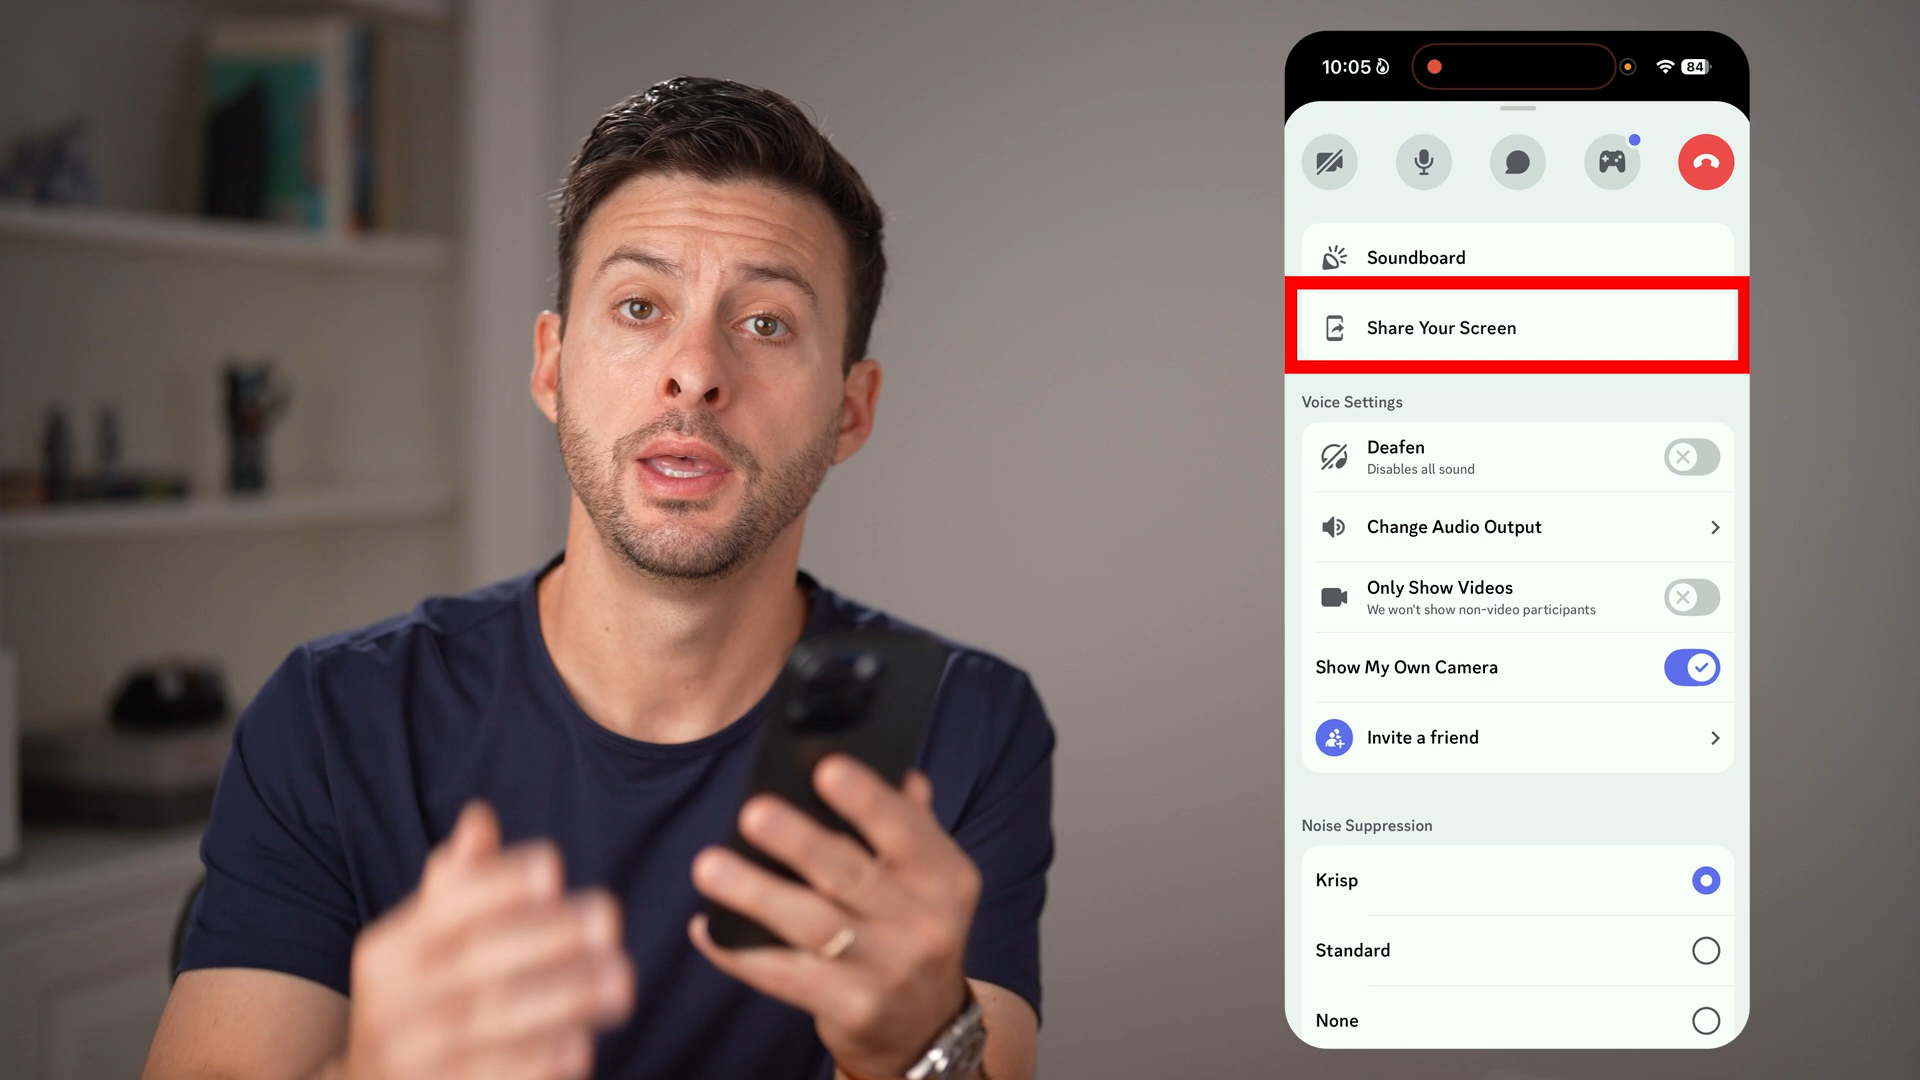 10:05
84
Soundboard
Share Your Screen
Voice Settings
Deafen
Disables all sound
Change Audio Output
Only Show Videos
We won't show non-video participants
Show My Own Camera
Invite a friend
Noise Suppression
Krisp
Standard
None